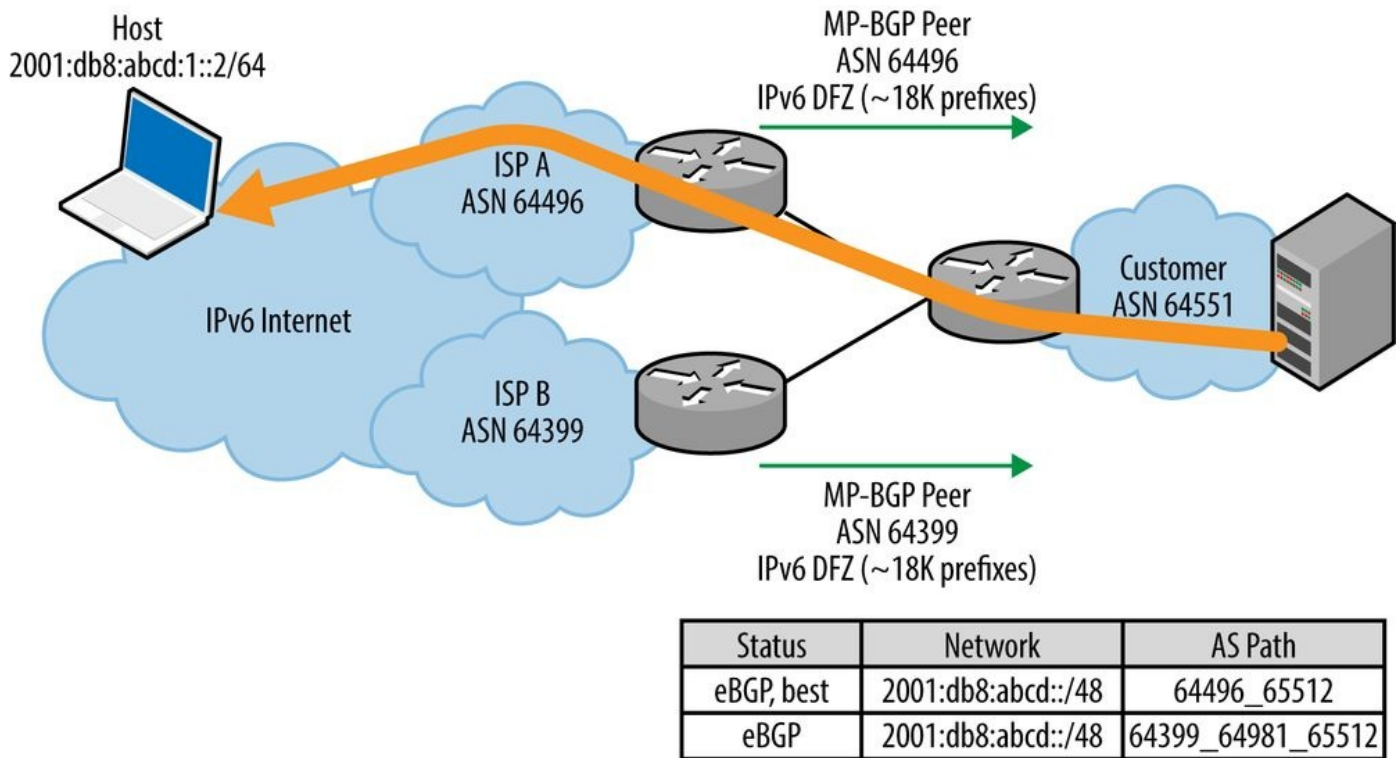 Host
2001:db8:abcd:1::2/64
MP-BGP Peer
ASN 64496
IPv6 DFZ (~18K prefixes)
ISP A
ASN 64496
IPv6 Internet
Customer
ASN 64551
ISP B
ASN 64399
MP-BGP Peer
ASN 64399
IPv6 DFZ (~18K prefixes)
Status Network AS Path
eBGP, best 2001:db8:abcd::/48 64496_65512
eBGP 2001:db8:abcd::/48 64399_64981_65512